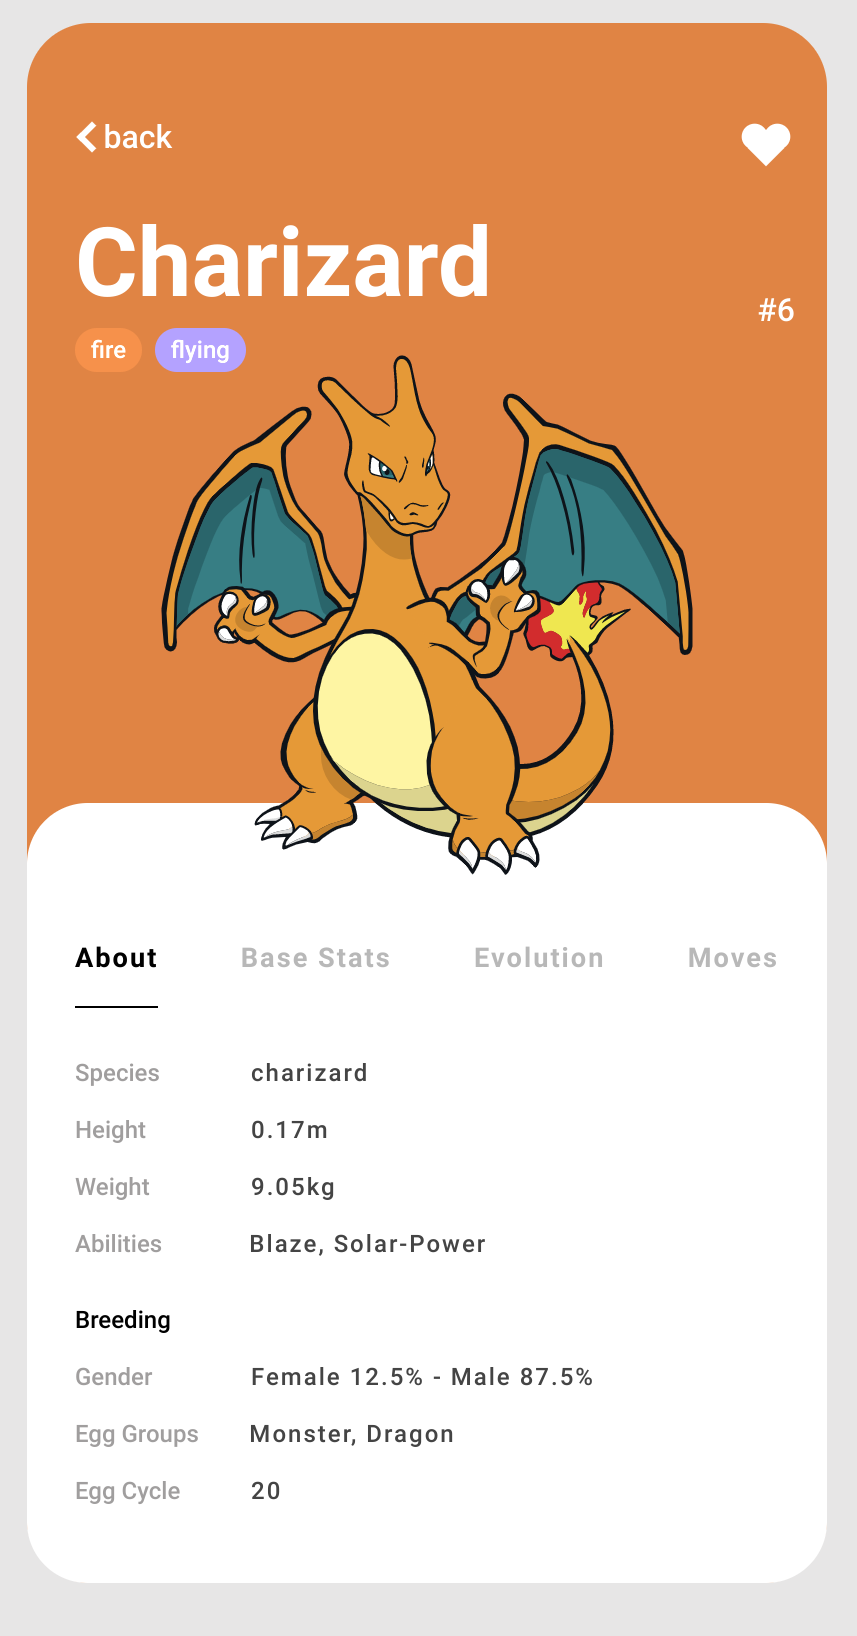 back
Charizard
#6
fire flying
About Base Stats Evolution Moves
Species charizard
Height 0.17m
Weight 9.05kg
Abilities Blaze, Solar-Power
Breeding
Gender Female 12.5% - Male 87.5%
Egg Groups Monster, Dragon
Egg Cycle 20